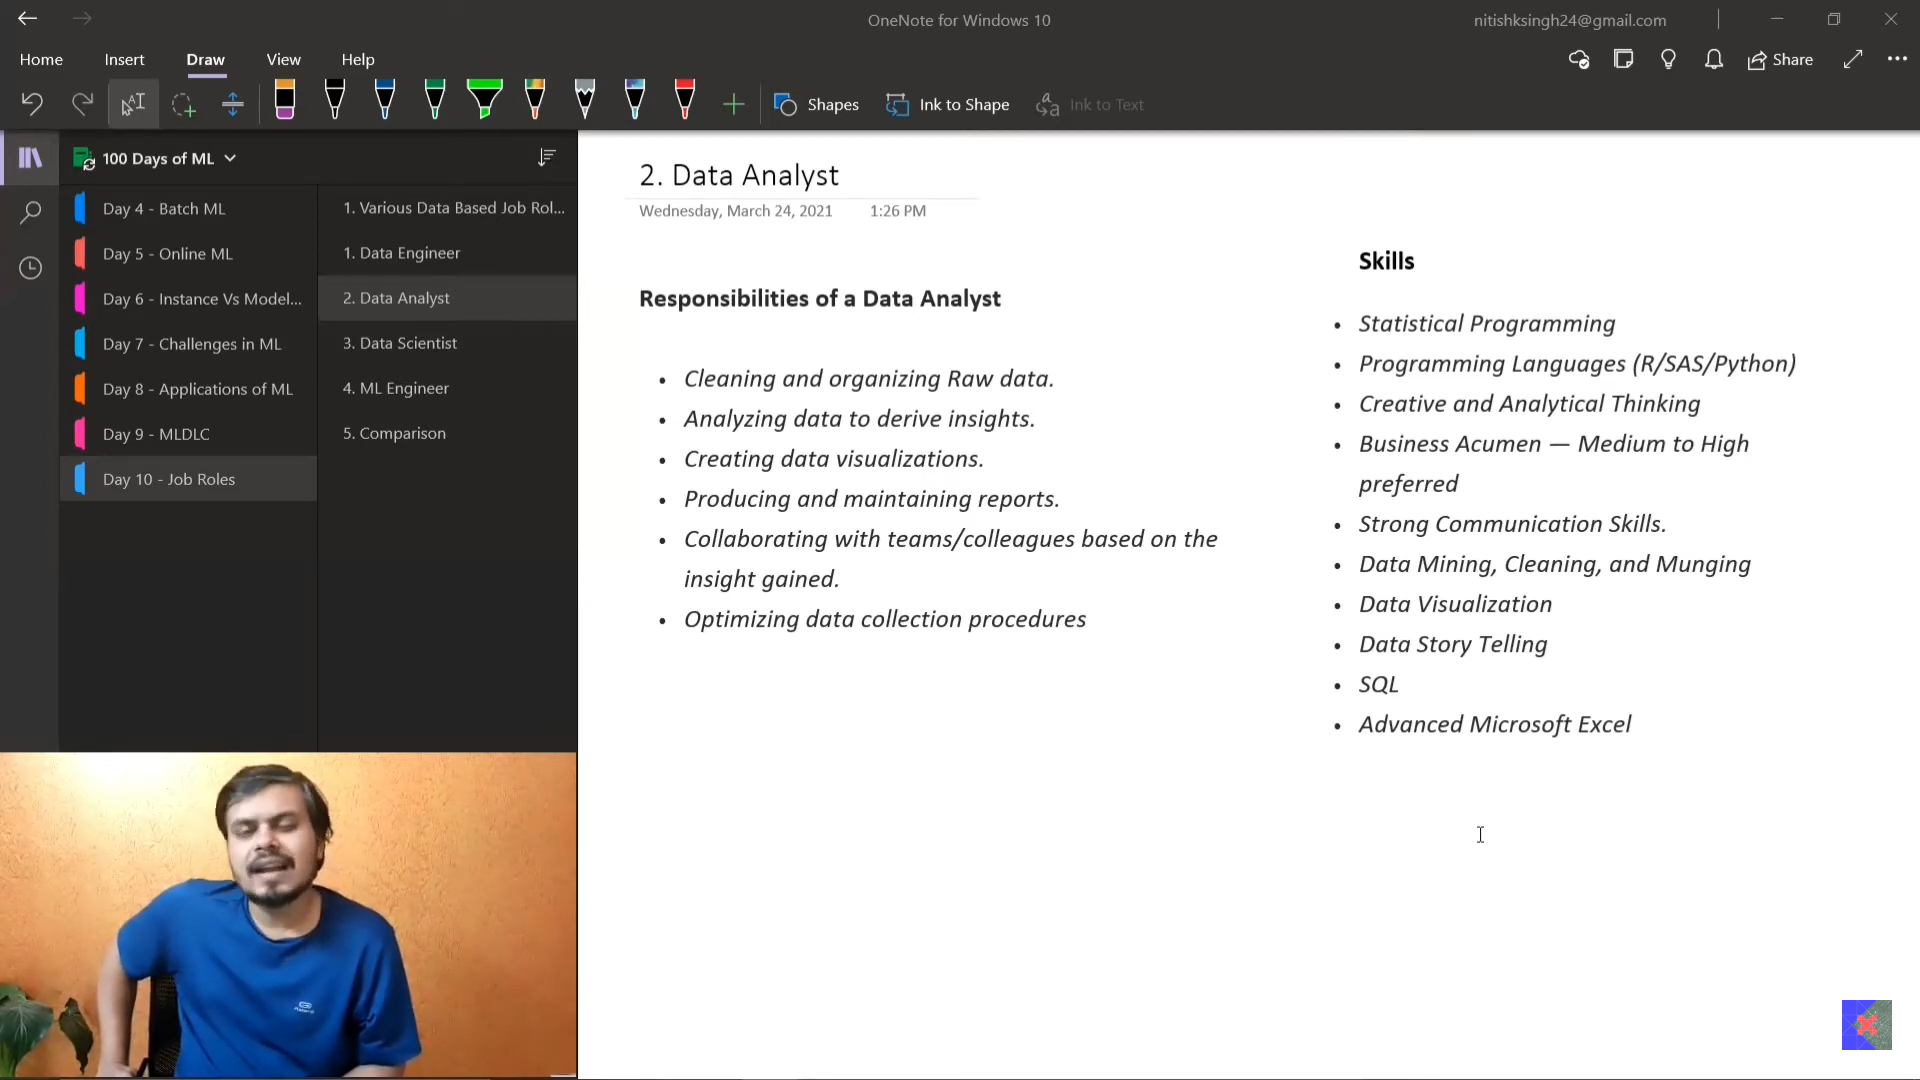 OneNote for Windows 10
nitishksingh24@gmail.com
Home
Insert
Draw
View
Help
Share
Shapes
Ink to Shape
Ink to Text
100 Days of ML
Day 4 - Batch ML
Day 5 - Online ML
Day 6 - Instance Vs Model...
Day 7 - Challenges in ML
Day 8 - Applications of ML
Day 9 - MLDLC
Day 10 - Job Roles
1. Various Data Based Job Rol...
1. Data Engineer
2. Data Analyst
3. Data Scientist
4. ML Engineer
5. Comparison
2. Data Analyst
Wednesday, March 24, 2021 1:26 PM
Responsibilities of a Data Analyst
• Cleaning and organizing Raw data.
• Analyzing data to derive insights.
• Creating data visualizations.
• Producing and maintaining reports.
• Collaborating with teams/colleagues based on the
insight gained.
• Optimizing data collection procedures
Skills
• Statistical Programming
• Programming Languages (R/SAS/Python)
• Creative and Analytical Thinking
• Business Acumen — Medium to High
preferred
• Strong Communication Skills.
• Data Mining, Cleaning, and Munging
• Data Visualization
• Data Story Telling
• SQL
• Advanced Microsoft Excel